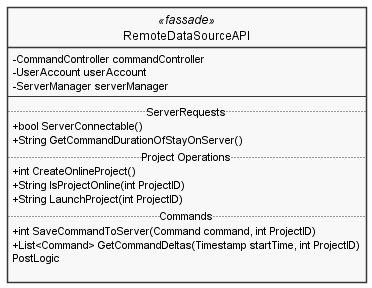 «fassade»
RemoteDataSourceAPI
-CommandController commandController
-UserAccount userAccount
-ServerManager serverManager
ServerRequests
+bool ServerConnectable()
+String GetCommandDurationOfStayOnServer()
Project Operations
+int CreateOnlineProject()
+String IsProjectOnline(int ProjectID)
+String LaunchProject(int ProjectID)
Commands
+int SaveCommandToServer(Command command, int ProjectID)
+List<Command> GetCommandDeltas(Timestamp startTime, int ProjectID)
PostLogic